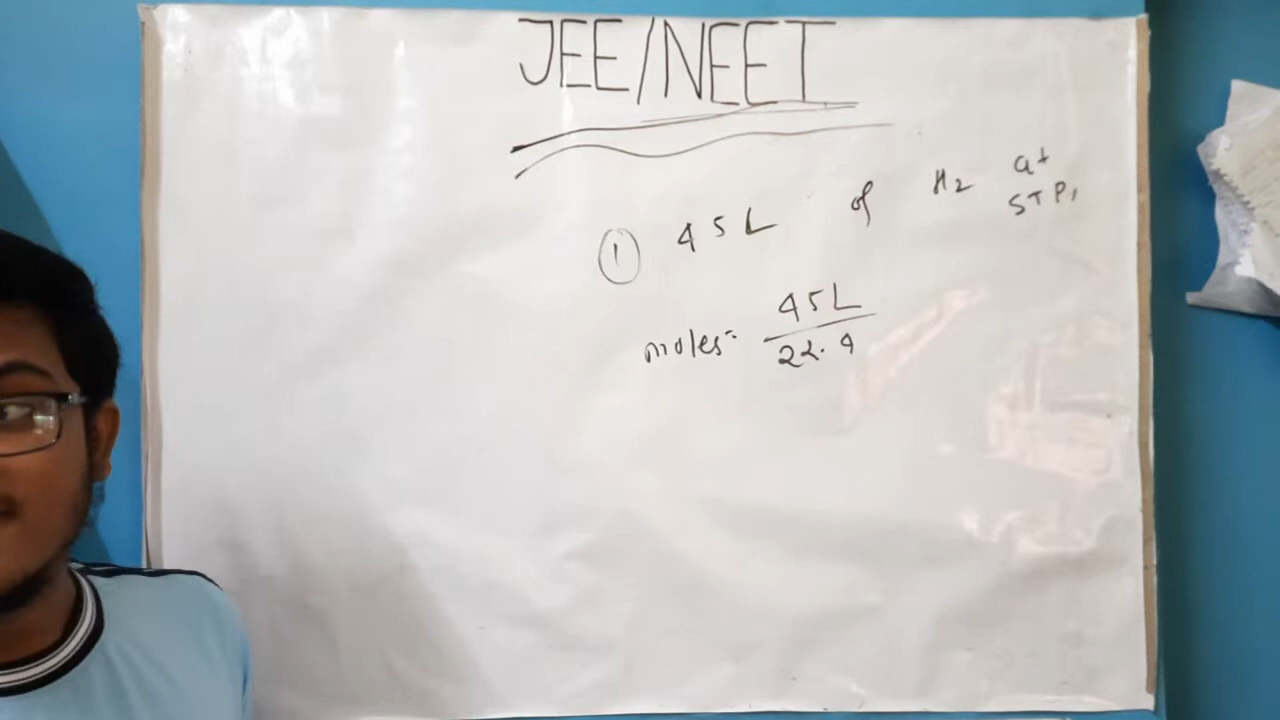 JEE/NEET
① 45L of H2 at STP,
moles = 45L
22.4